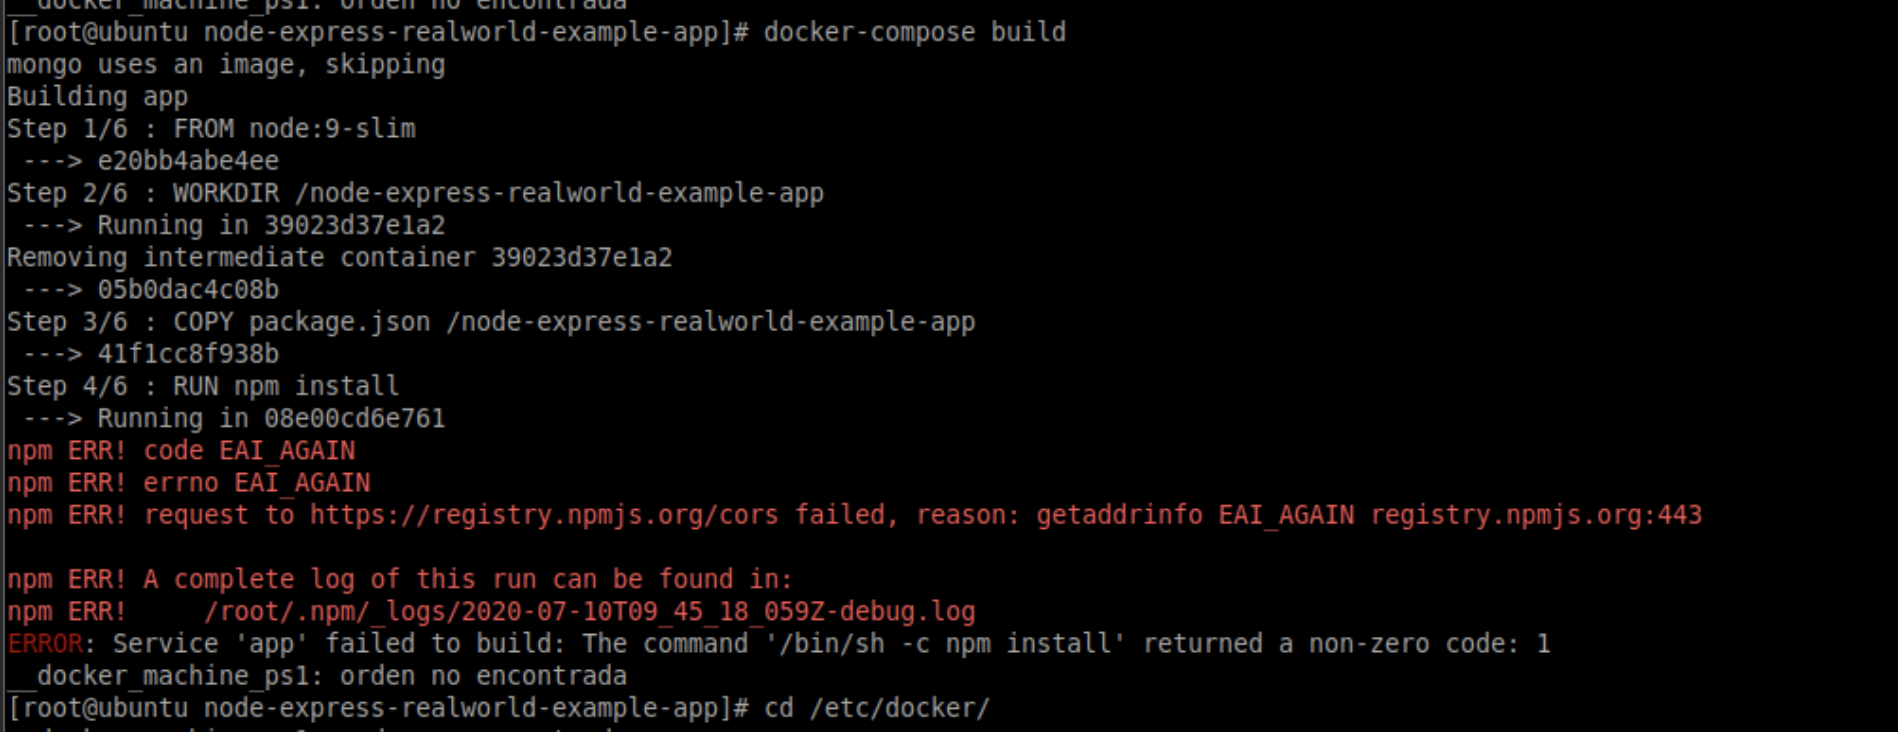 __docker_machine_ps1: orden no encontrada
[root@ubuntu node-express-realworld-example-app]# docker-compose build
mongo uses an image, skipping
Building app
Step 1/6 : FROM node:9-slim
 ---> e20bb4abe4ee
Step 2/6 : WORKDIR /node-express-realworld-example-app
 ---> Running in 39023d37e1a2
Removing intermediate container 39023d37e1a2
 ---> 05b0dac4c08b
Step 3/6 : COPY package.json /node-express-realworld-example-app
 ---> 41f1cc8f938b
Step 4/6 : RUN npm install
 ---> Running in 08e00cd6e761
npm ERR! code EAI_AGAIN
npm ERR! errno EAI_AGAIN
npm ERR! request to https://registry.npmjs.org/cors failed, reason: getaddrinfo EAI_AGAIN registry.npmjs.org:443
npm ERR! A complete log of this run can be found in:
npm ERR!     /root/.npm/_logs/2020-07-10T09_45_18_059Z-debug.log
ERROR: Service 'app' failed to build: The command '/bin/sh -c npm install' returned a non-zero code: 1
__docker_machine_ps1: orden no encontrada
[root@ubuntu node-express-realworld-example-app]# cd /etc/docker/